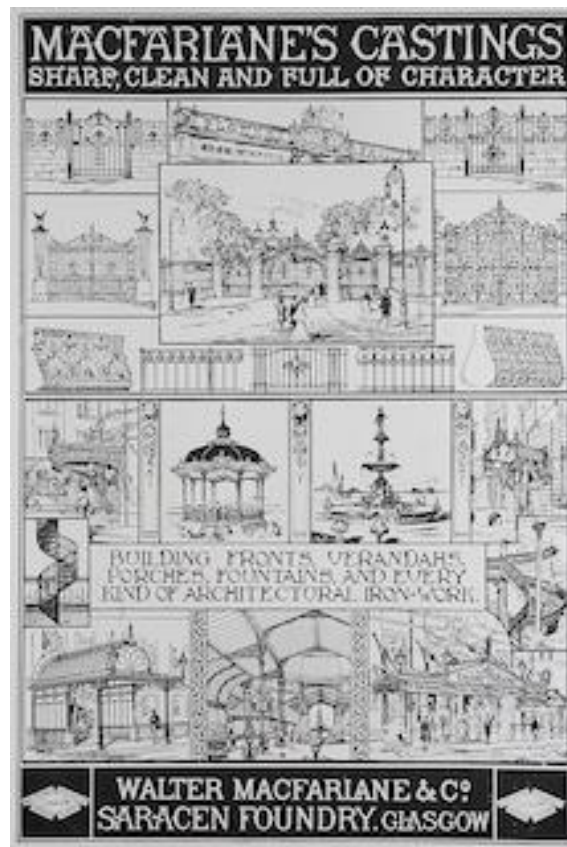 MACFARLANE'S CASTINGS
SHARP, CLEAN AND FULL OF CHARACTER
BUILDING FRONTS, VERANDAHS,
PORCHES, FOUNTAINS, AND EVERY
KIND OF ARCHITECTURAL IRON-WORK.
WALTER MACFARLANE & Co.
SARACEN FOUNDRY. GLASGOW